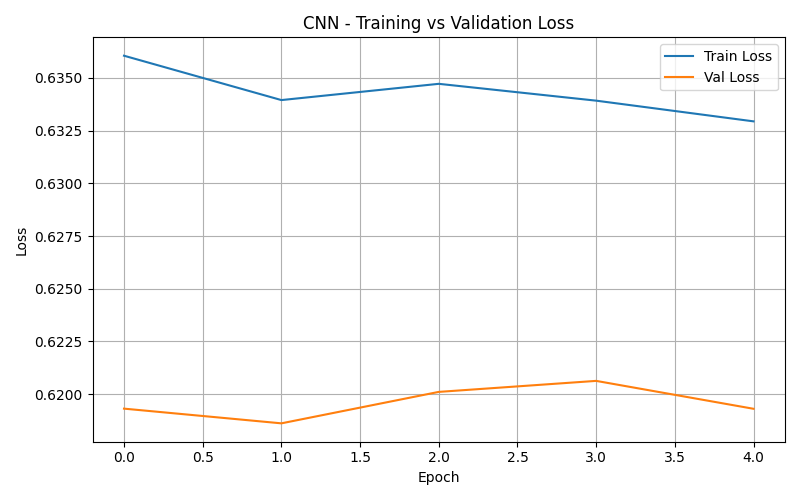 CNN - Training vs Validation Loss
Train Loss
Val Loss
Loss
0.6350
0.6325
0.6300
0.6275
0.6250
0.6225
0.6200
0.0 0.5 1.0 1.5 2.0 2.5 3.0 3.5 4.0
Epoch